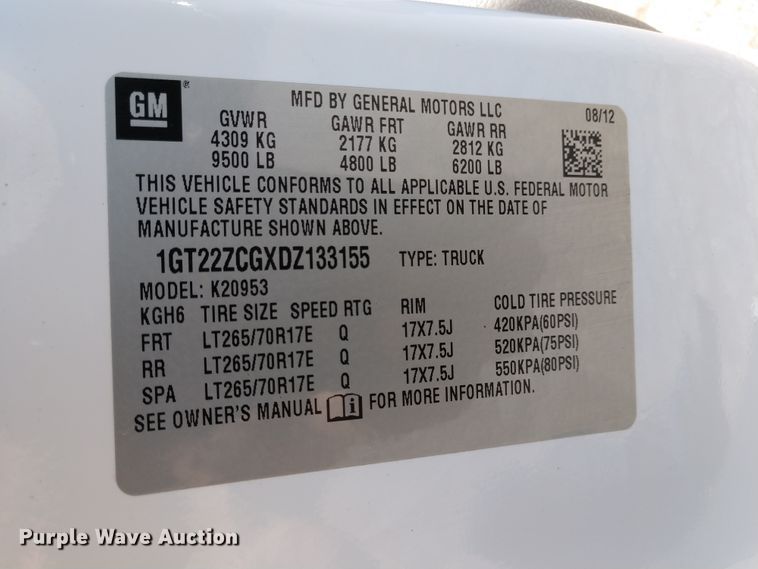 GM ®
MFD BY GENERAL MOTORS LLC 08/12
GVWR GAWR FRT GAWR RR
4309 KG 2177 KG 2812 KG
9500 LB 4800 LB 6200 LB
THIS VEHICLE CONFORMS TO ALL APPLICABLE U.S. FEDERAL MOTOR
VEHICLE SAFETY STANDARDS IN EFFECT ON THE DATE OF
MANUFACTURE SHOWN ABOVE.
1GT22ZCGXDZ133155 TYPE: TRUCK
MODEL: K20953
KGH6 TIRE SIZE SPEED RTG RIM COLD TIRE PRESSURE
FRT LT265/70R17E Q 17X7.5J 420KPA(60PSI)
RR LT265/70R17E Q 17X7.5J 520KPA(75PSI)
SPA LT265/70R17E Q 17X7.5J 550KPA(80PSI)
SEE OWNER'S MANUAL i FOR MORE INFORMATION.
Purple Wave Auction